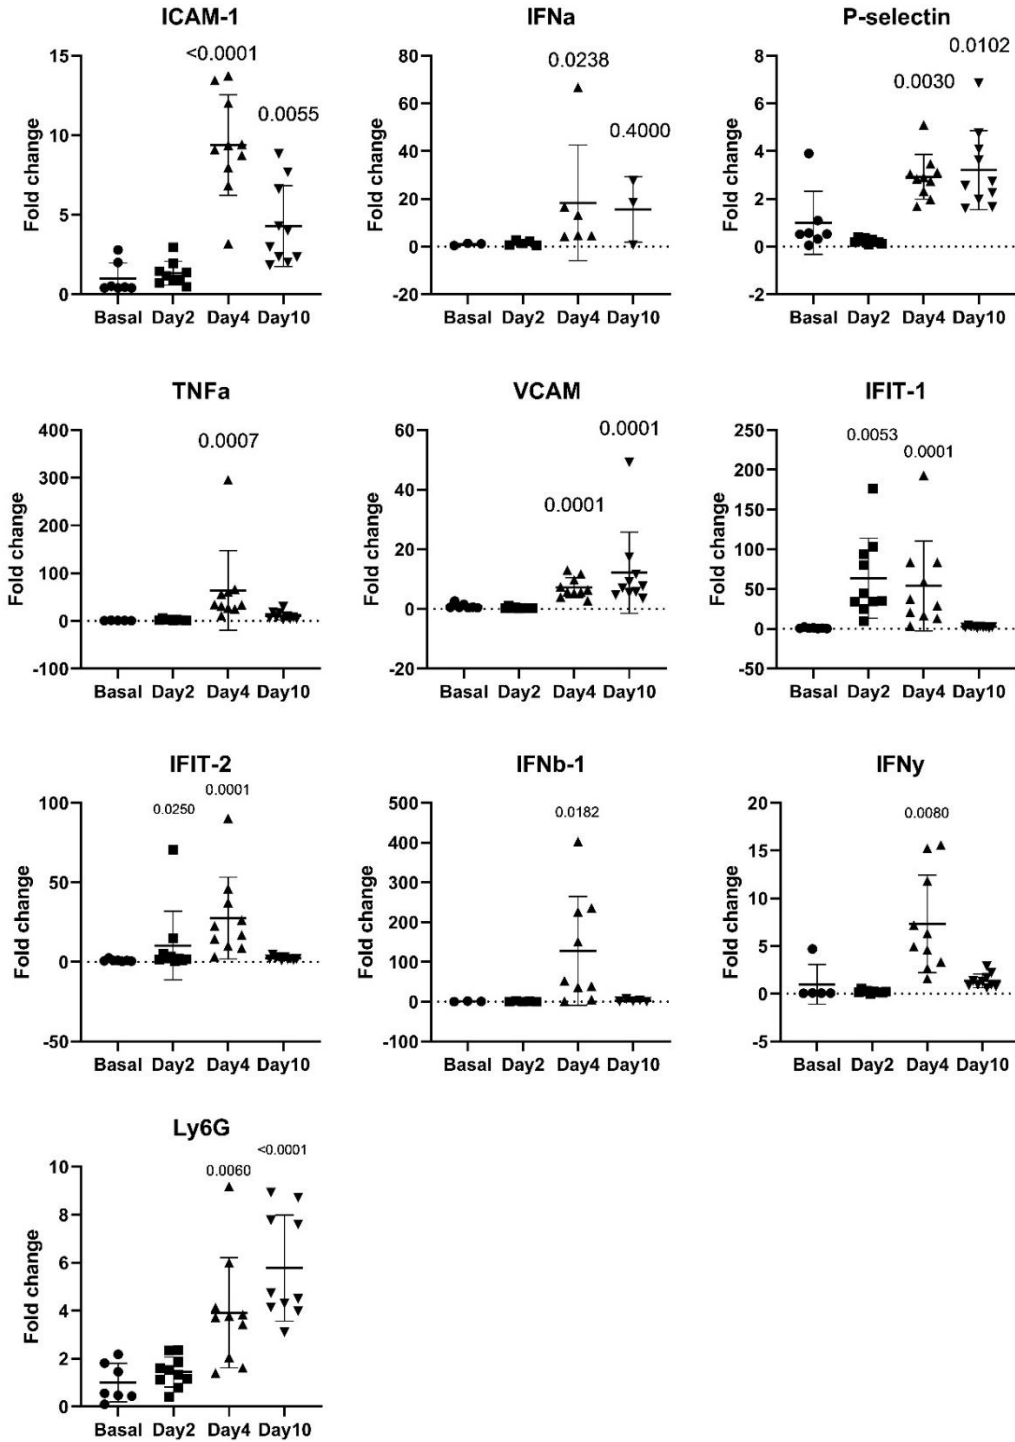 ICAM-1
<0.0001
0.0055
Fold change
15
10
5
0
Basal Day2 Day4 Day10
IFNa
0.0238
0.4000
Fold change
80
60
40
20
0
-20
Basal Day2 Day4 Day10
P-selectin
0.0102
0.0030
Fold change
8
6
4
2
0
-2
Basal Day2 Day4 Day10
TNFa
0.0007
Fold change
400
300
200
100
0
-100
Basal Day2 Day4 Day10
VCAM
0.0001
0.0001
Fold change
60
40
20
0
-20
Basal Day2 Day4 Day10
IFIT-1
0.0053
0.0001
Fold change
250
200
150
100
50
0
-50
Basal Day2 Day4 Day10
IFIT-2
0.0001
0.0250
Fold change
100
50
0
-50
Basal Day2 Day4 Day10
IFNb-1
0.0182
Fold change
500
400
300
200
100
0
-100
Basal Day2 Day4 Day10
IFNy
0.0080
Fold change
20
15
10
5
0
-5
Basal Day2 Day4 Day10
Ly6G
<0.0001
0.0060
Fold change
10
8
6
4
2
0
Basal Day2 Day4 Day10